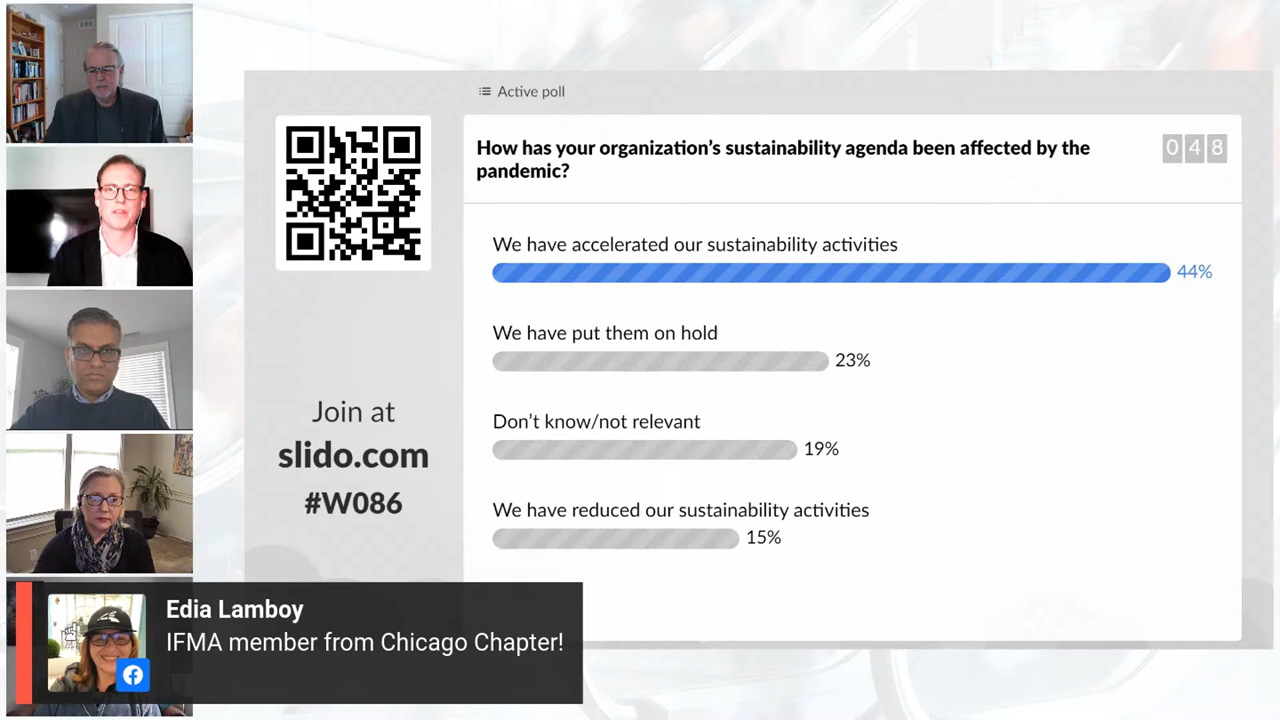 Active poll
How has your organization's sustainability agenda been affected by the
pandemic?
048
We have accelerated our sustainability activities
44%
We have put them on hold
23%
Don't know/not relevant
19%
We have reduced our sustainability activities
15%
Join at
slido.com
#W086
Edia Lamboy
IFMA member from Chicago Chapter!